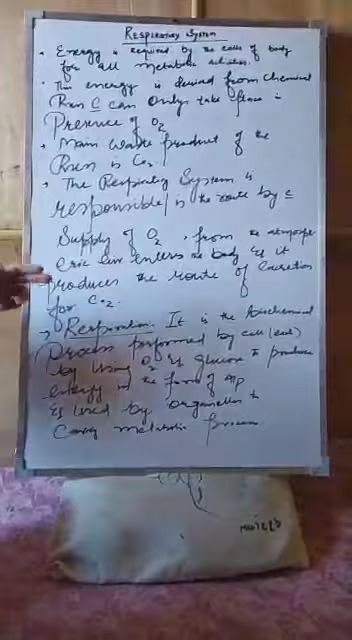 Respiratory System
• Energy is required by the cells of body
for all metabolic
• This energy is derived from chemical
Rxn C̲ can only take place in
Presence of O2
• Main waste product of the
Rxn is Co2.
• The Respiratory System is
responsible/is the route by c̲
Supply of O2, from the atmosph
eric air enters the body & it
produces the route of Excretion
for Co2.
→ Respiration. It is the biochemical
Process performed by cell
by using O2 & glucose to produce
energy in the form of ATP
& used by organelles to
Carry metabolic process